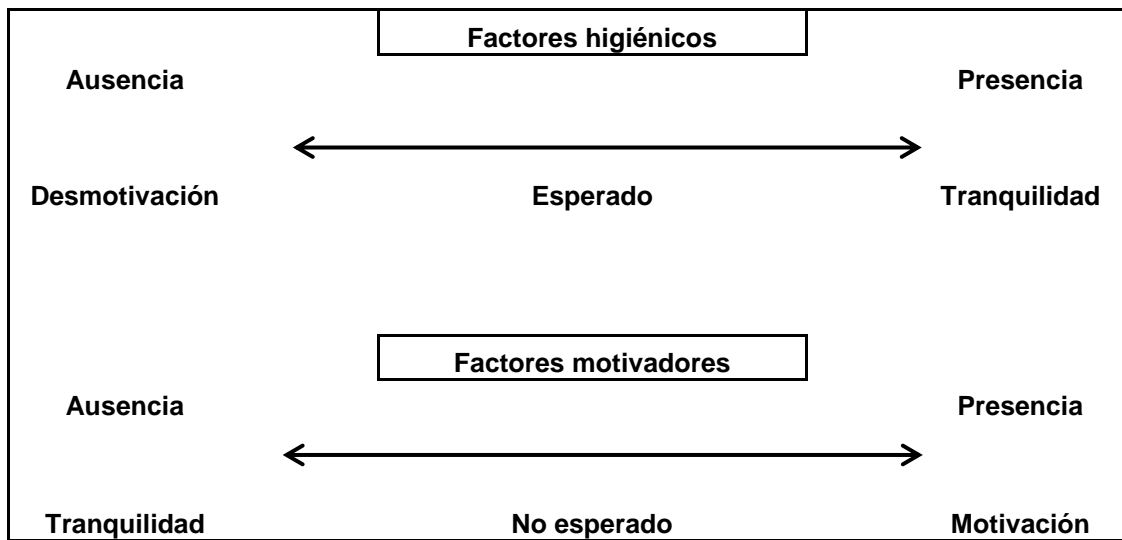 Factores higiénicos
Ausencia Presencia
Desmotivación Esperado Tranquilidad
Factores motivadores
Ausencia Presencia
Tranquilidad No esperado Motivación